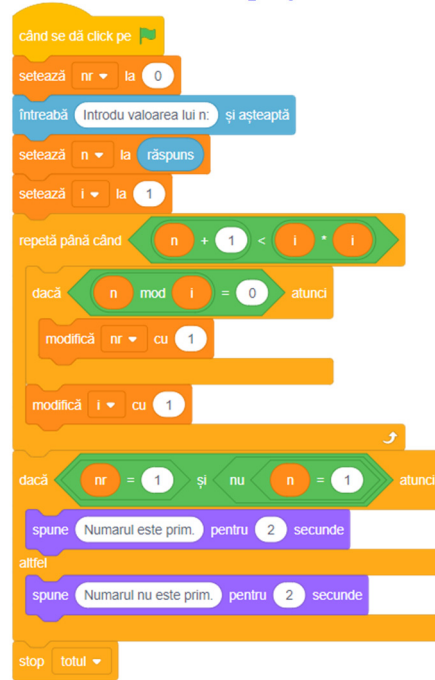 când se dă click pe
setează nr la 0
întreabă Introdu valoarea lui n: și așteaptă
setează n la răspuns
setează i la 1
repetă până când n + 1 < i * i
dacă n mod i = 0 atunci
modifică nr cu 1
modifică i cu 1
dacă nr = 1 și nu n = 1 atunci
spune Numarul este prim. pentru 2 secunde
altfel
spune Numarul nu este prim. pentru 2 secunde
stop totul